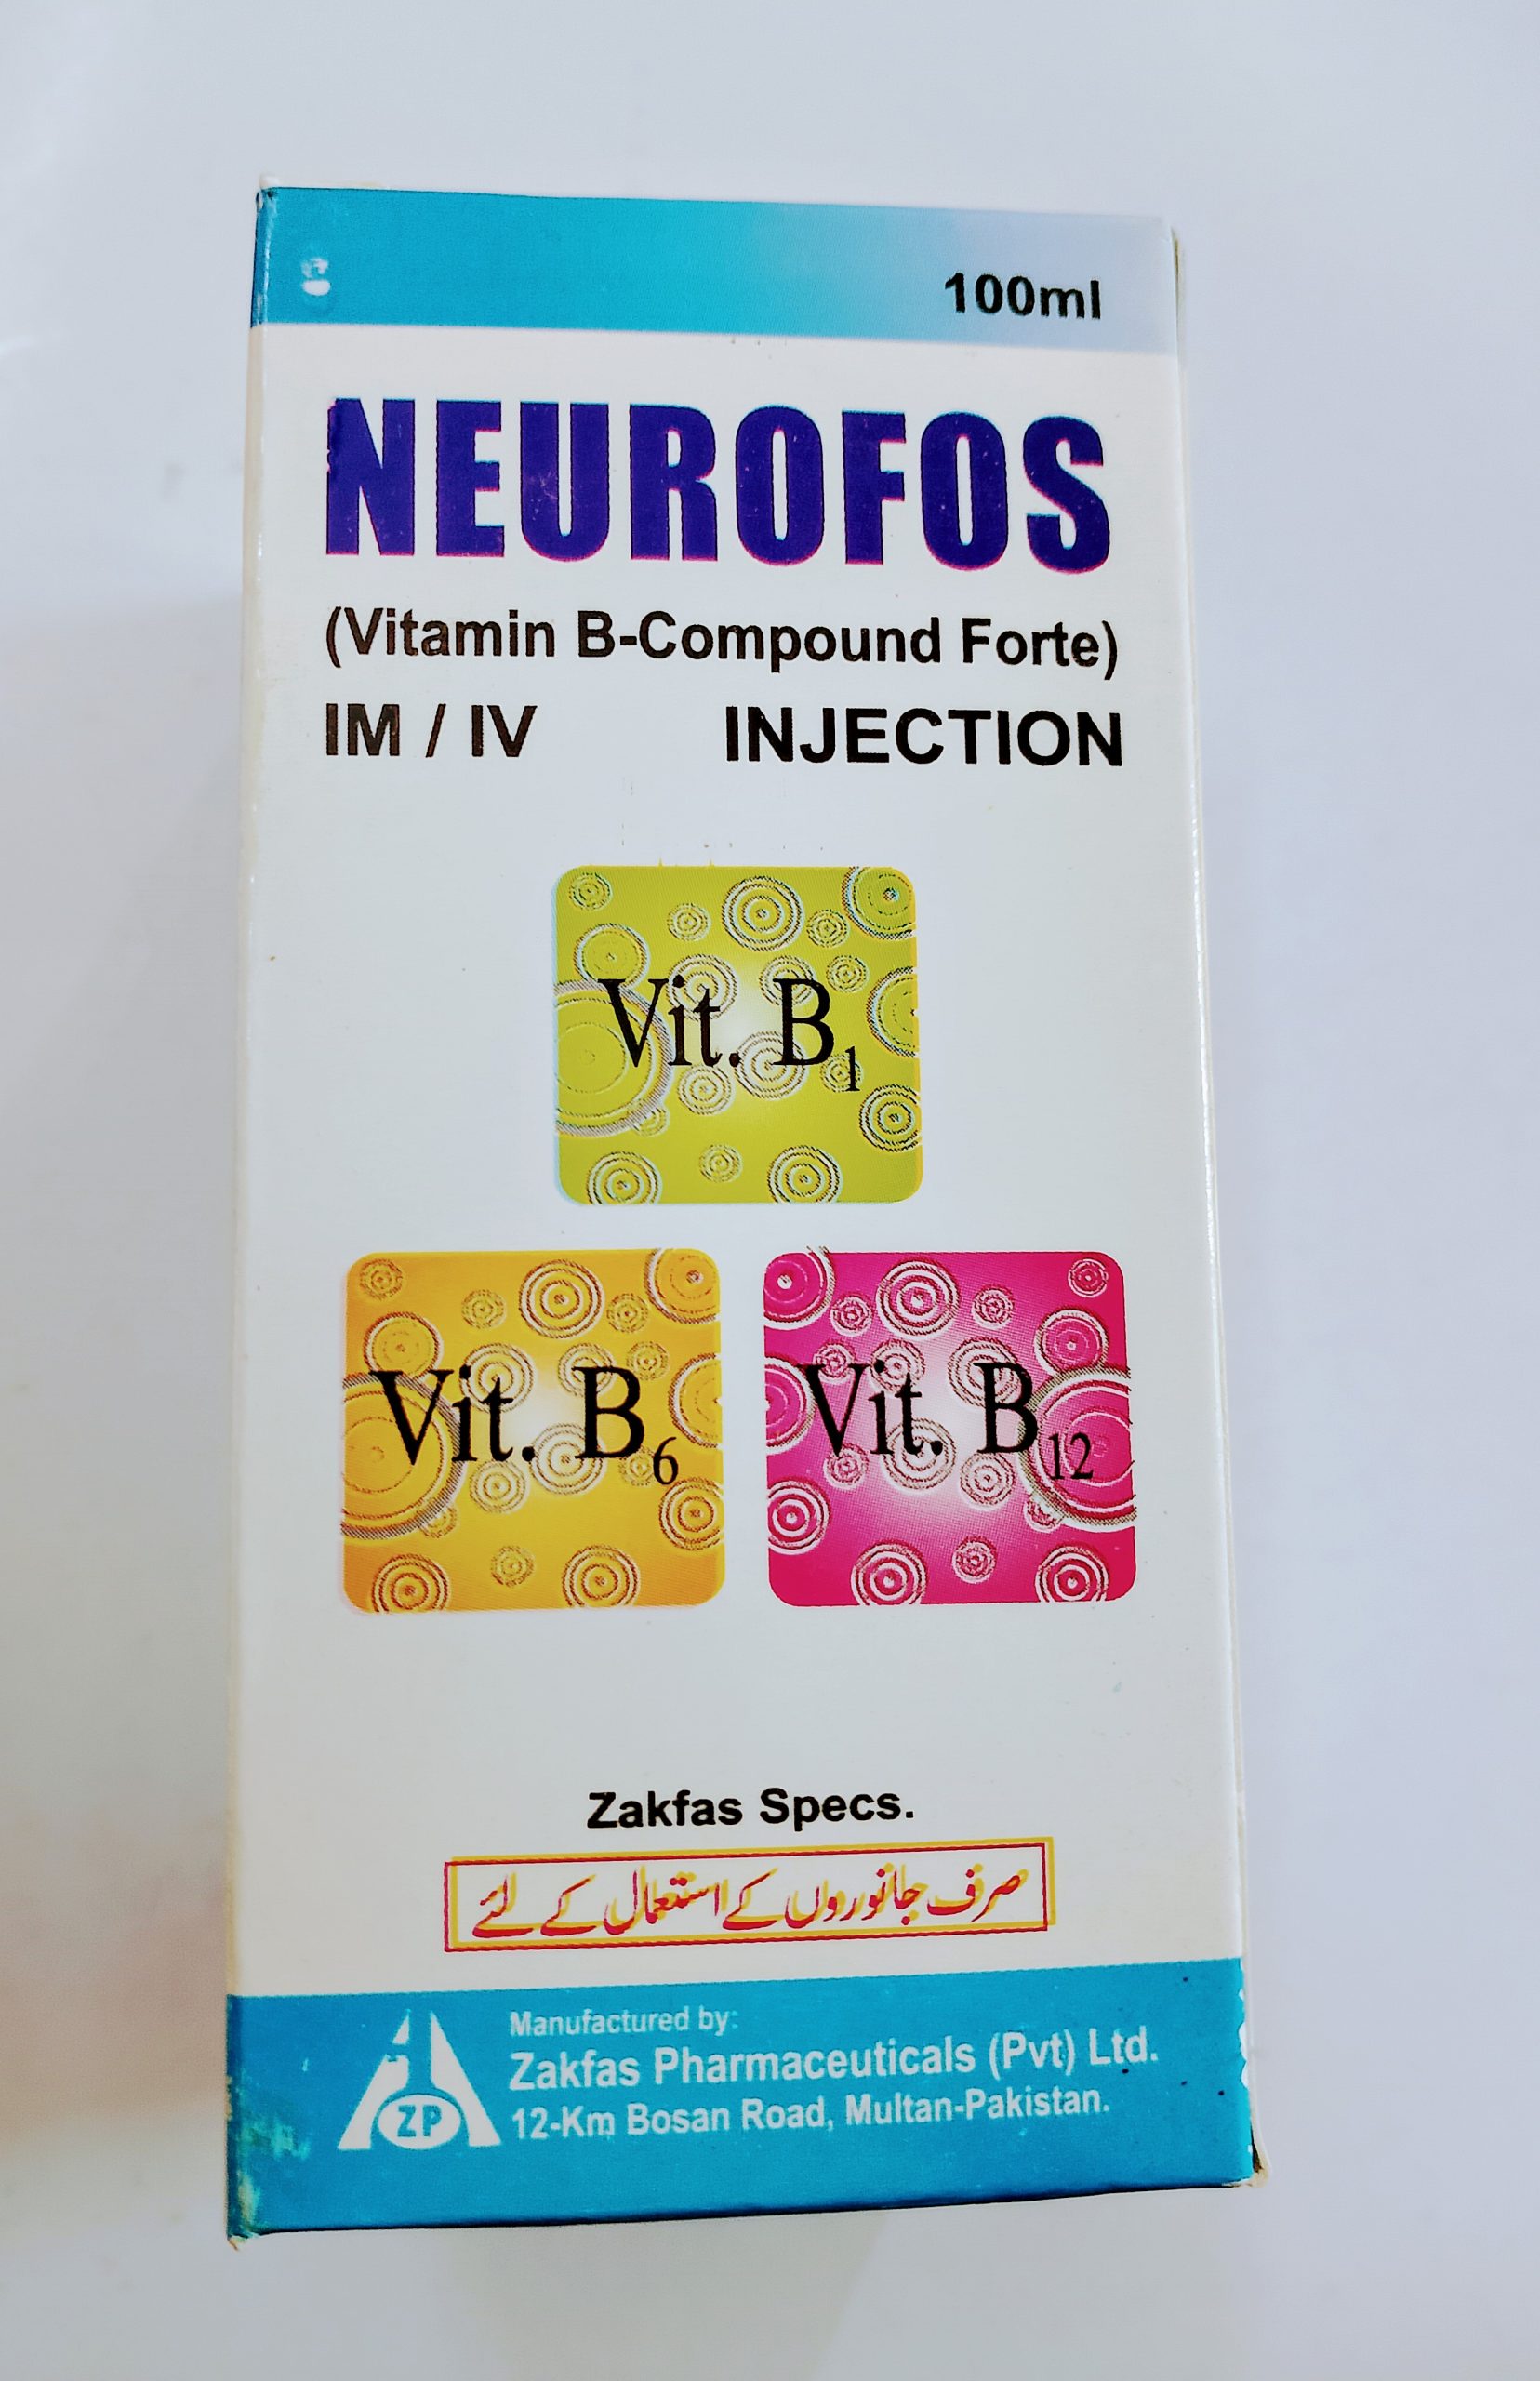 100ml
NEUROFOS
(Vitamin B-Compound Forte)
IM / IV INJECTION
Vit. B1
Vit. B6 Vit. B12
Zakfas Specs.
صرف جانوروں کے استعمال کے لئے
Manufactured by:
Zakfas Pharmaceuticals (Pvt) Ltd.
12-Km Bosan Road, Multan-Pakistan.
ZP